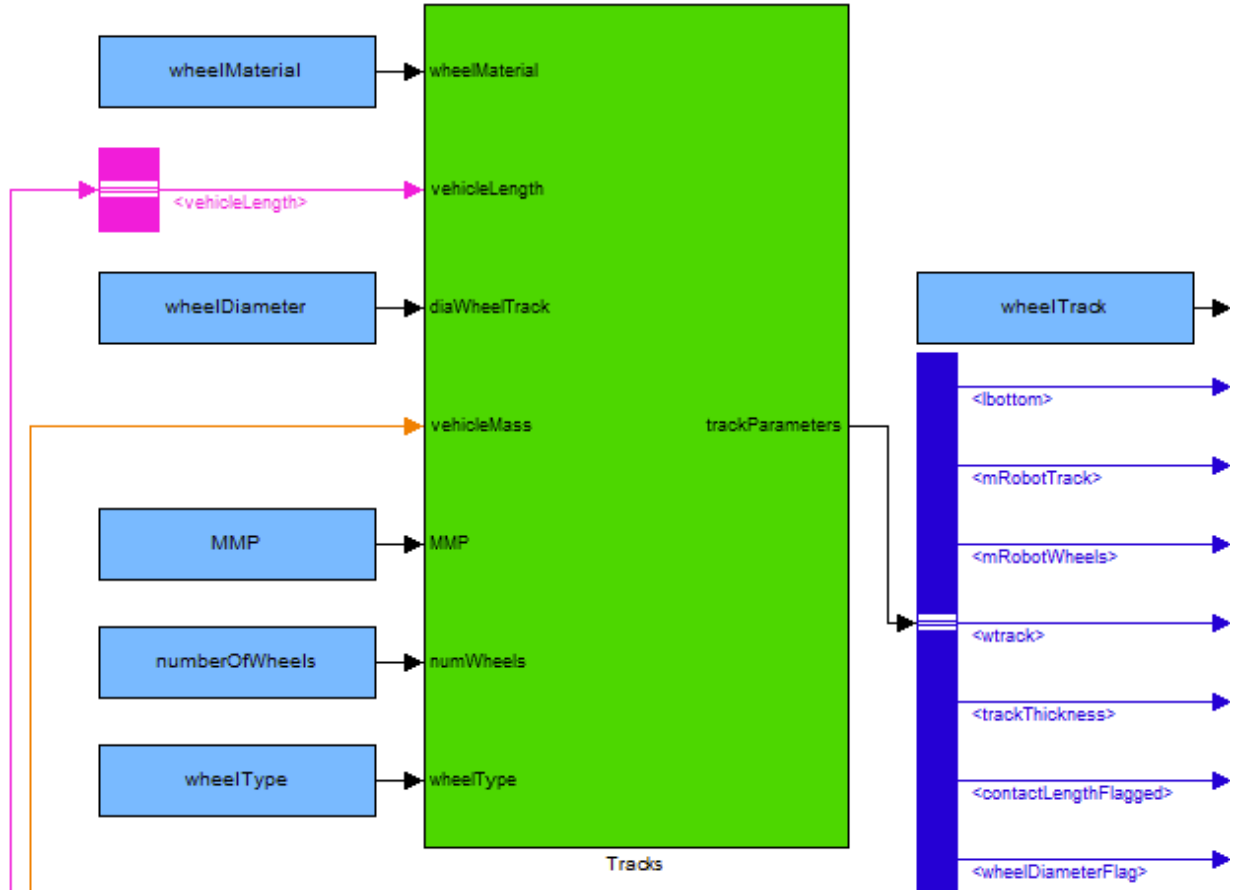 wheelMaterial
wheelMaterial
vehicleLength
<vehicleLength>
wheelDiameter
diaWheelTrack
wheelTrack
<lbottom>
vehicleMass
trackParameters
<mRobotTrack>
MMP
MMP
<mRobotWheels>
<wtrack>
numberOfWheels
numWheels
<trackThickness>
wheelType
wheelType
<contactLengthFlagged>
Tracks
<wheelDiameterFlag>